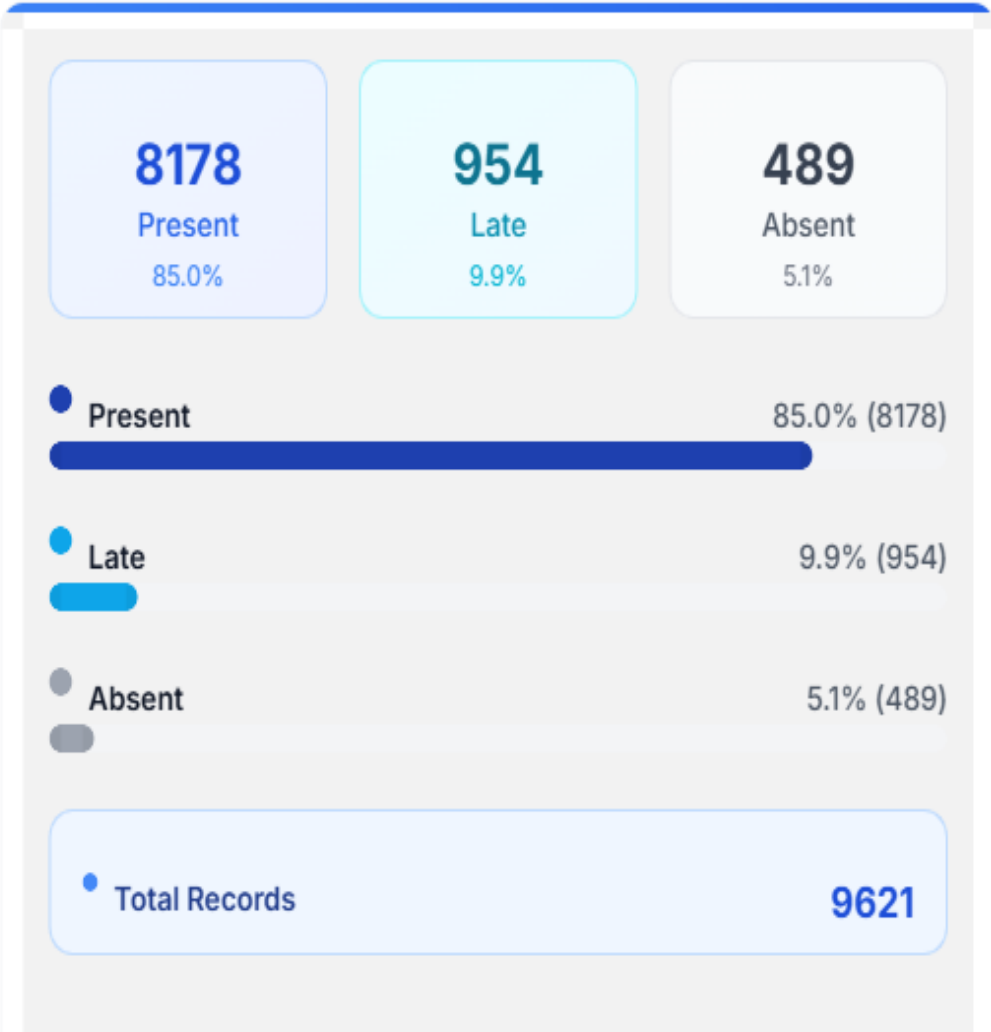 8178 954 489
Present Late Absent
85.0% 9.9% 5.1%
Present 85.0% (8178)
Late 9.9% (954)
Absent 5.1% (489)
Total Records 9621